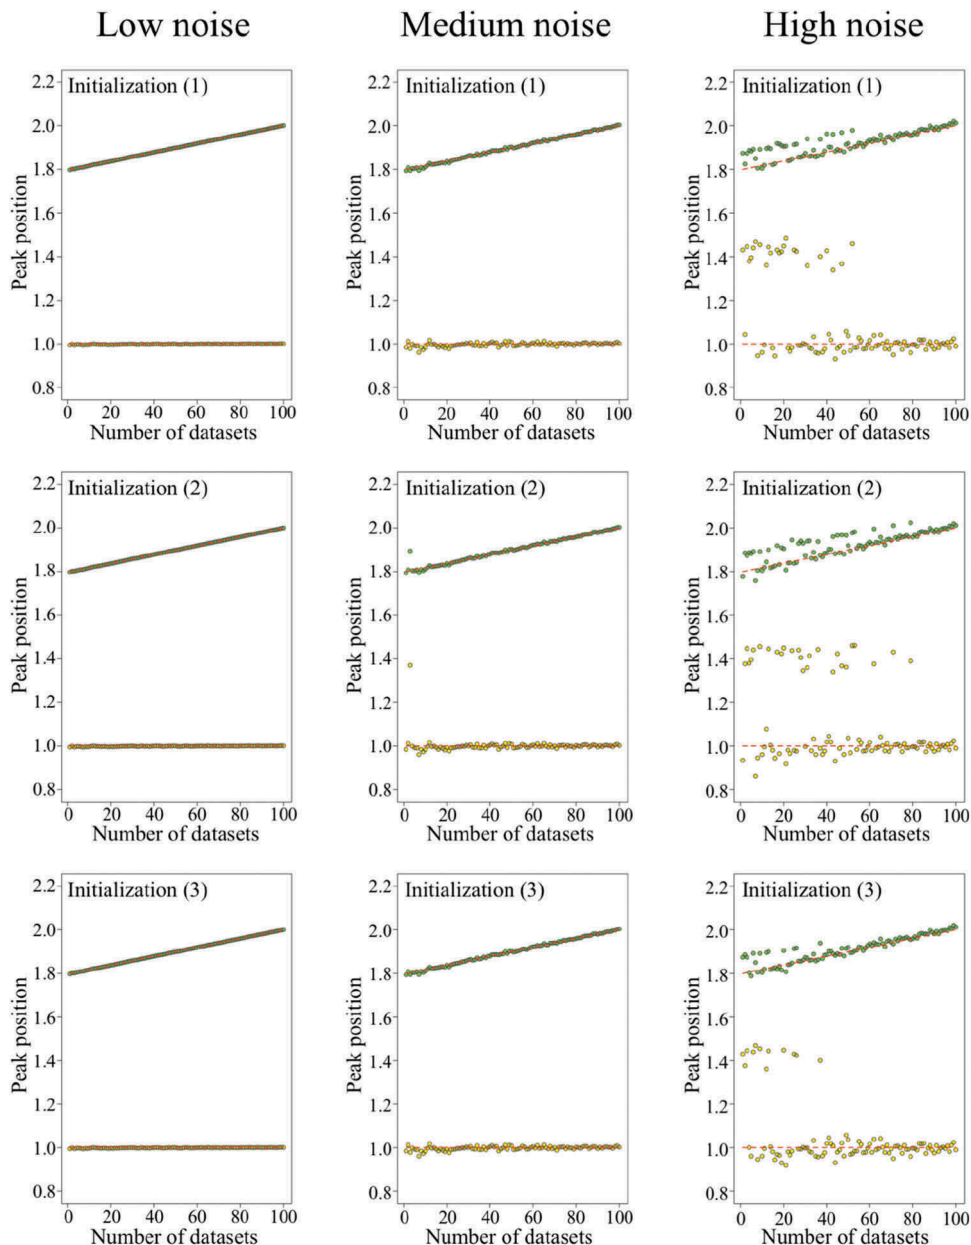 Low noise Medium noise High noise
Initialization (1) Initialization (1) Initialization (1)
2.2 2.2 2.2
2.0 2.0 2.0
1.8 1.8 1.8
1.6 1.6 1.6
1.4 1.4 1.4
1.2 1.2 1.2
1.0 1.0 1.0
0.8 0.8 0.8
Peak position Peak position Peak position
0 20 40 60 80 100 0 20 40 60 80 100 0 20 40 60 80 100
Number of datasets Number of datasets Number of datasets
Initialization (2) Initialization (2) Initialization (2)
2.2 2.2 2.2
2.0 2.0 2.0
1.8 1.8 1.8
1.6 1.6 1.6
1.4 1.4 1.4
1.2 1.2 1.2
1.0 1.0 1.0
0.8 0.8 0.8
Peak position Peak position Peak position
0 20 40 60 80 100 0 20 40 60 80 100 0 20 40 60 80 100
Number of datasets Number of datasets Number of datasets
Initialization (3) Initialization (3) Initialization (3)
2.2 2.2 2.2
2.0 2.0 2.0
1.8 1.8 1.8
1.6 1.6 1.6
1.4 1.4 1.4
1.2 1.2 1.2
1.0 1.0 1.0
0.8 0.8 0.8
Peak position Peak position Peak position
0 20 40 60 80 100 0 20 40 60 80 100 0 20 40 60 80 100
Number of datasets Number of datasets Number of datasets